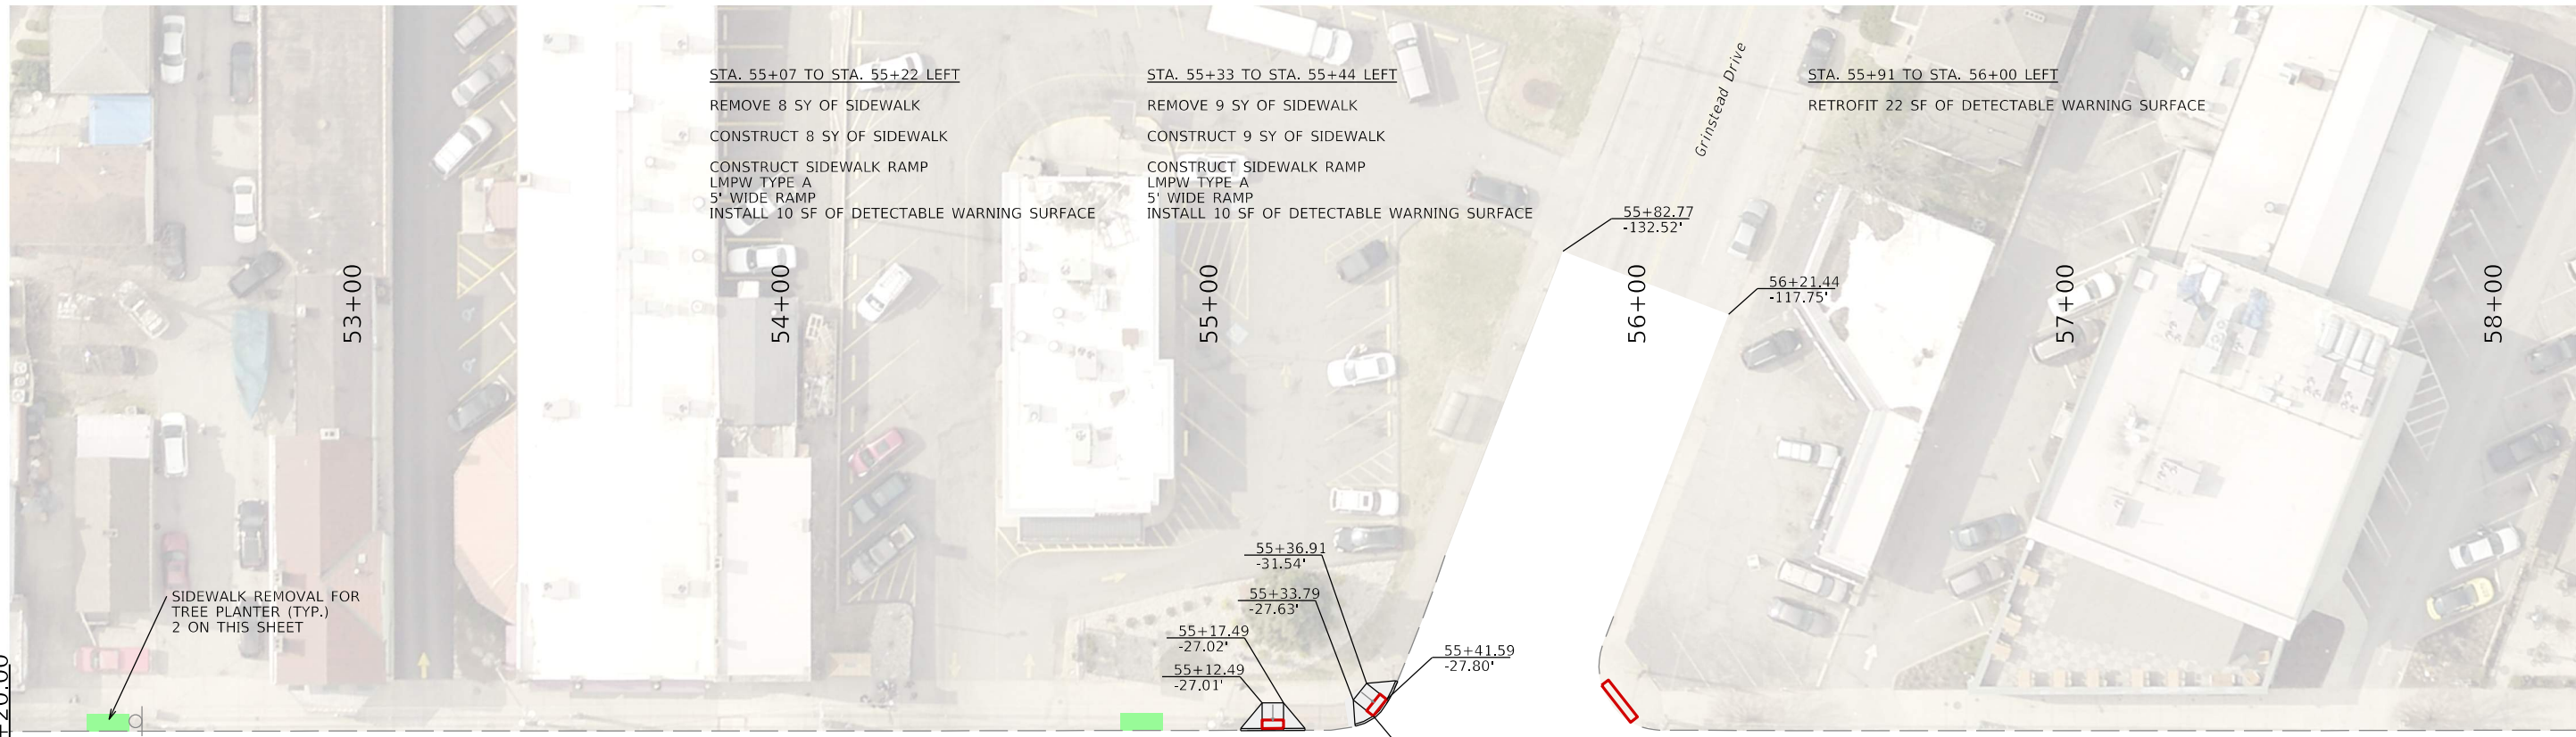 STA. 55+07 TO STA. 55+22 LEFT
REMOVE 8 SY OF SIDEWALK
CONSTRUCT 8 SY OF SIDEWALK
CONSTRUCT SIDEWALK RAMP
LMPW TYPE A
5' WIDE RAMP
INSTALL 10 SF OF DETECTABLE WARNING SURFACE
STA. 55+33 TO STA. 55+44 LEFT
REMOVE 9 SY OF SIDEWALK
CONSTRUCT 9 SY OF SIDEWALK
CONSTRUCT SIDEWALK RAMP
LMPW TYPE A
5' WIDE RAMP
INSTALL 10 SF OF DETECTABLE WARNING SURFACE
Grinstead Drive
STA. 55+91 TO STA. 56+00 LEFT
RETROFIT 22 SF OF DETECTABLE WARNING SURFACE
55+82.77
-132.52'
56+21.44
-117.75'
53+00
54+00
55+00
56+00
57+00
58+00
55+36.91
-31.54'
55+33.79
-27.63'
55+17.49
-27.02'
55+12.49
-27.01'
55+41.59
-27.80'
SIDEWALK REMOVAL FOR
TREE PLANTER (TYP.)
2 ON THIS SHEET